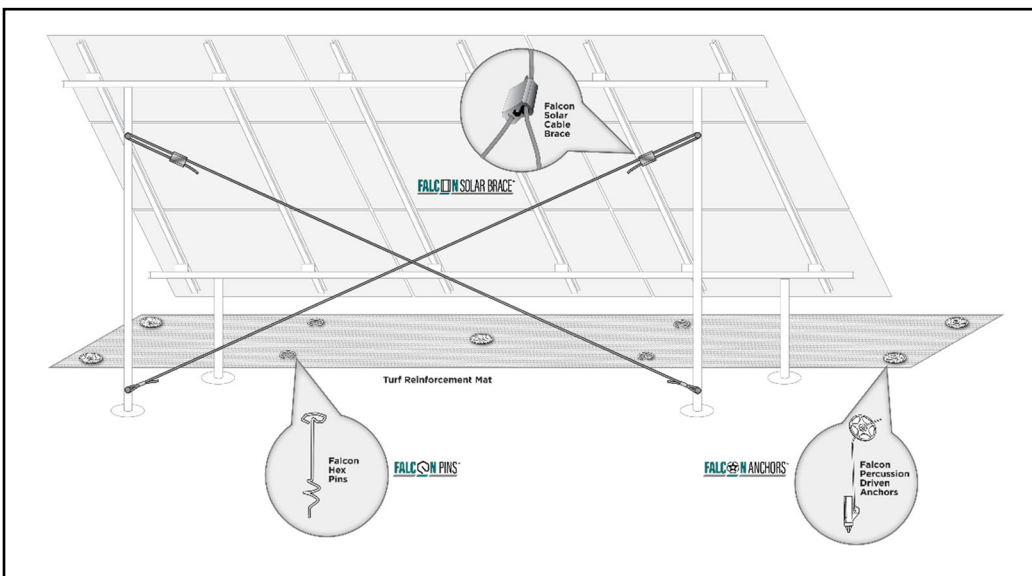 Falcon
Solar
Cable
Brace
FALCON SOLAR BRACE™
Turf Reinforcement Mat
Falcon
Hex
Pins
FALCON PINS™
FALCON ANCHORS™
Falcon
Percussion
Driven
Anchors